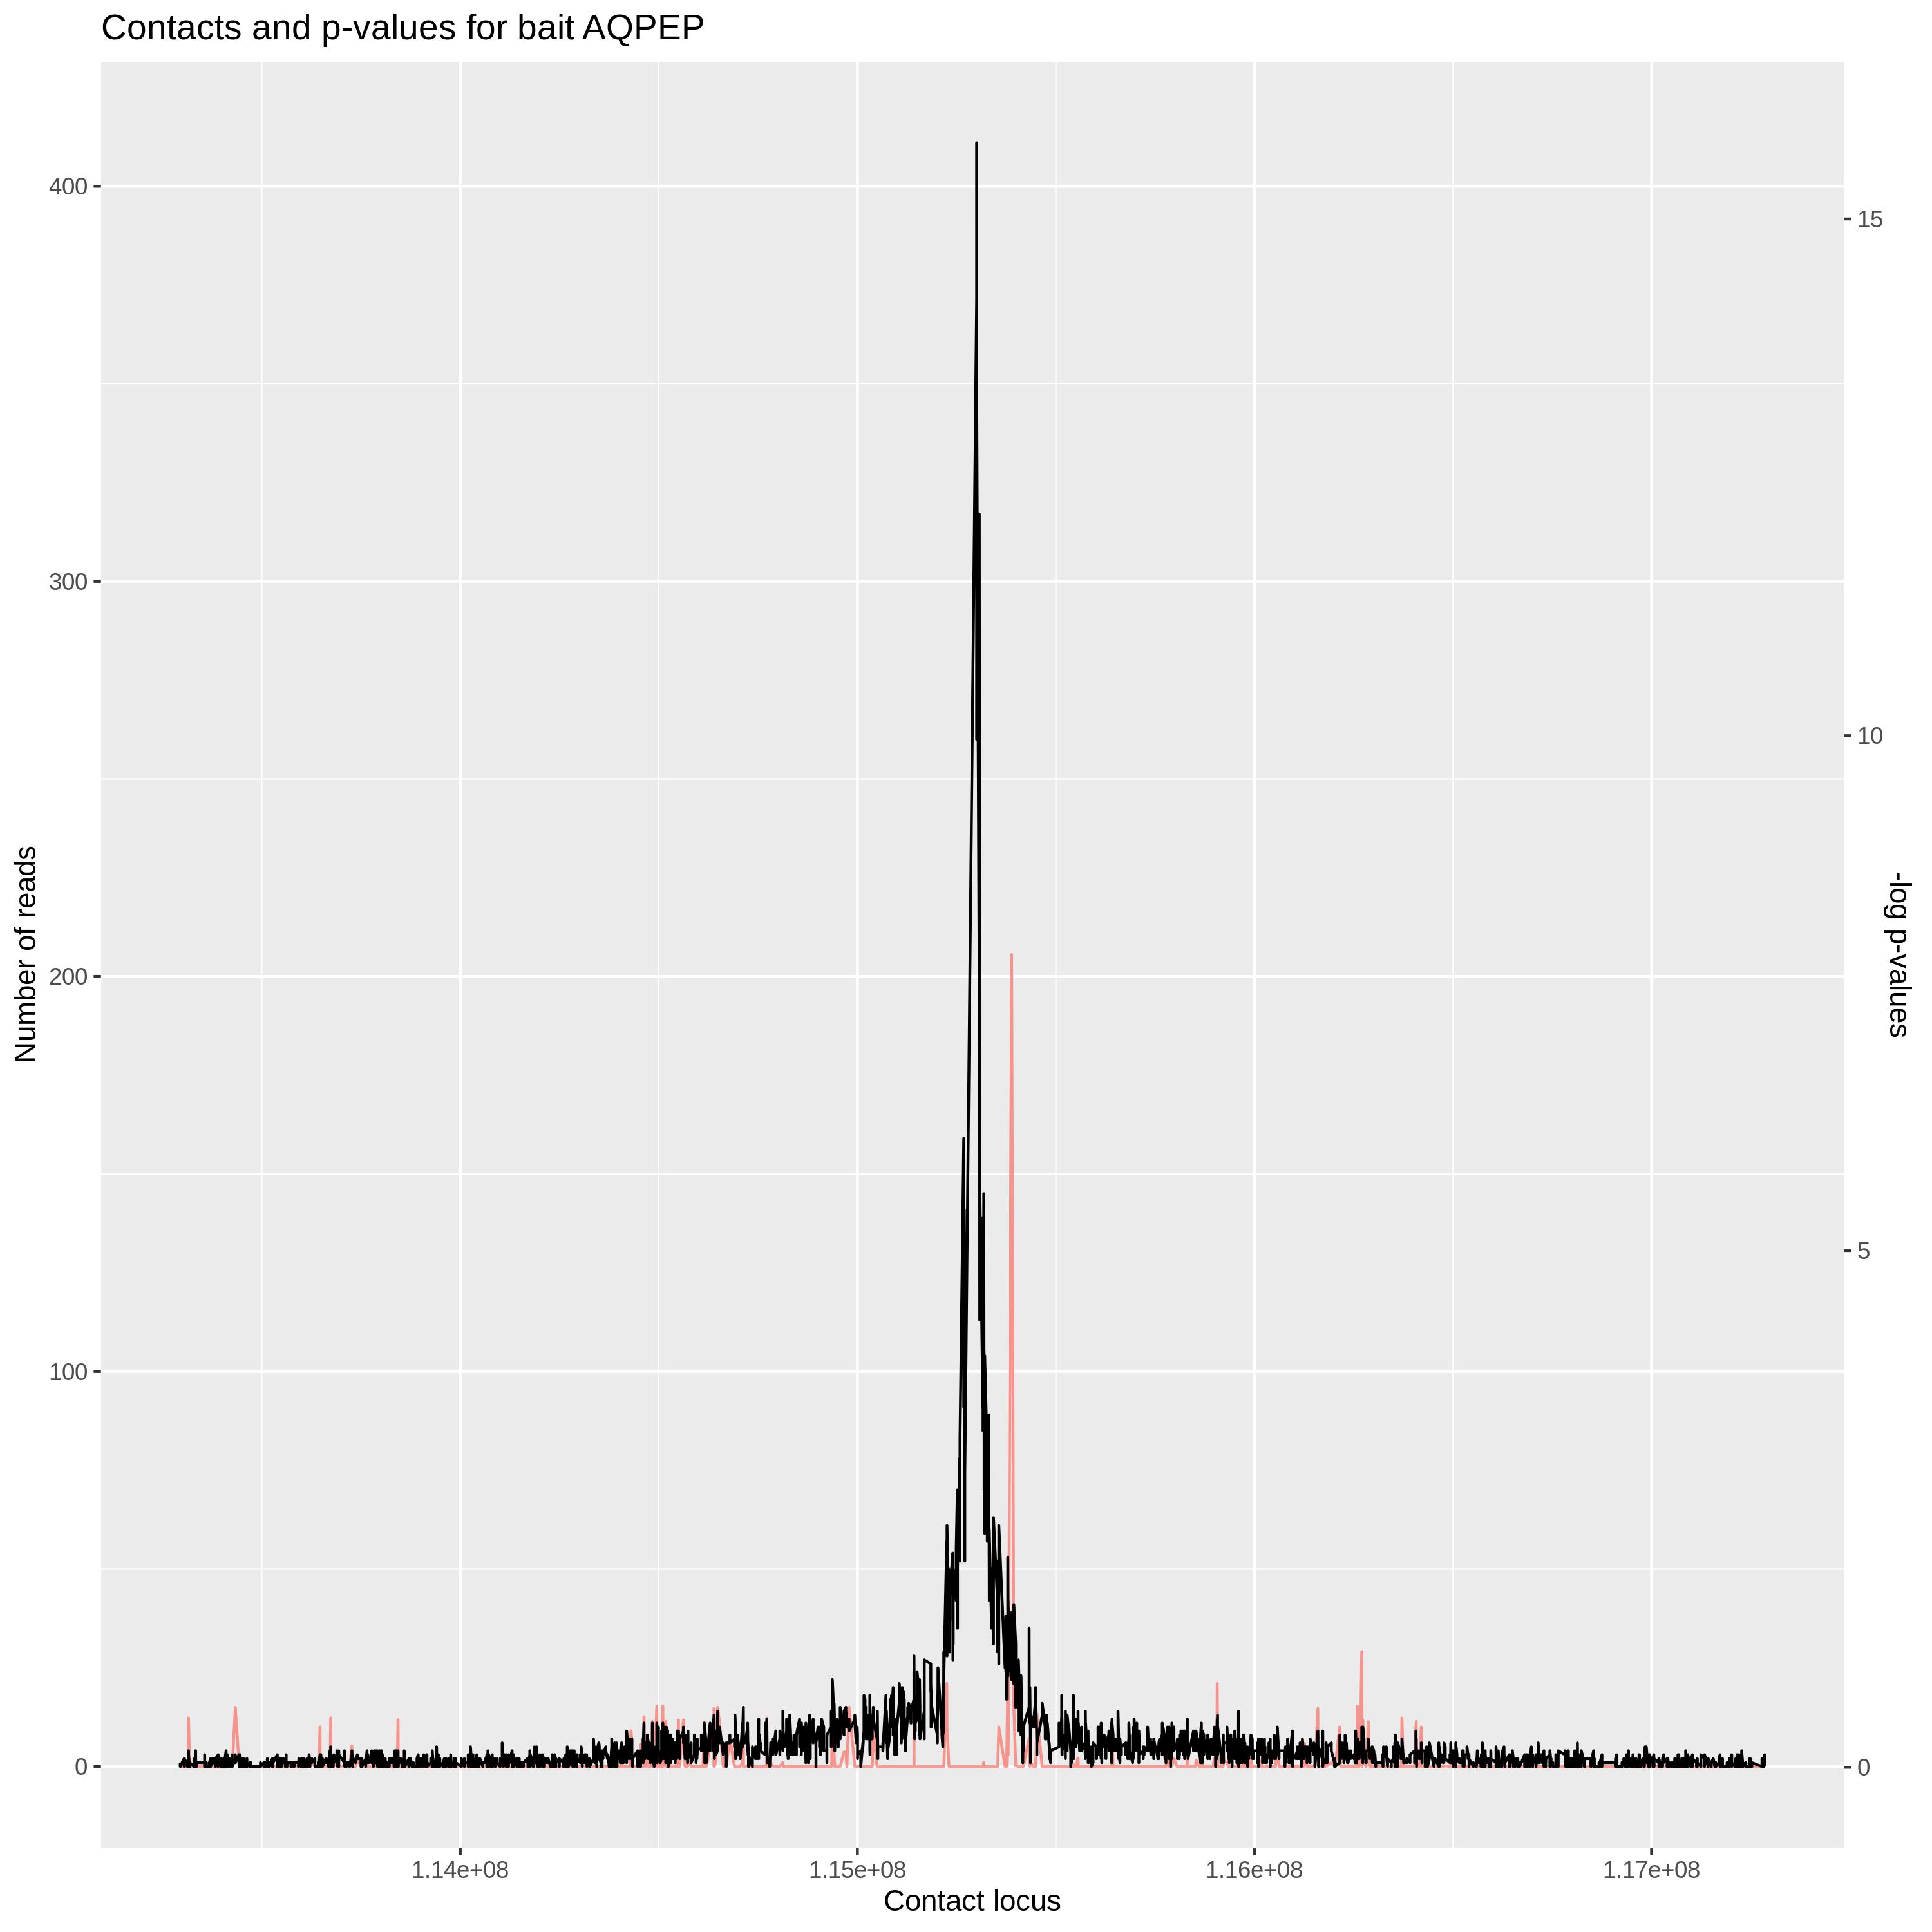 Contacts and p-values for bait AQPEP
400
300
200
100
0
Number of reads
15
10
5
0
-log p-values
1.14e+08
1.15e+08
1.16e+08
1.17e+08
Contact locus